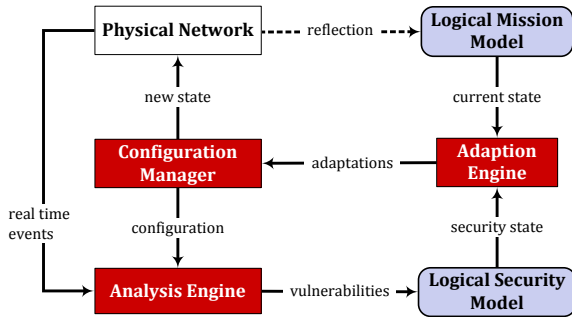 Physical Network
reflection
Logical Mission
Model
new state
current state
Configuration
Manager
adaptations
Adaption
Engine
real time
events
configuration
security state
Analysis Engine
vulnerabilities
Logical Security
Model